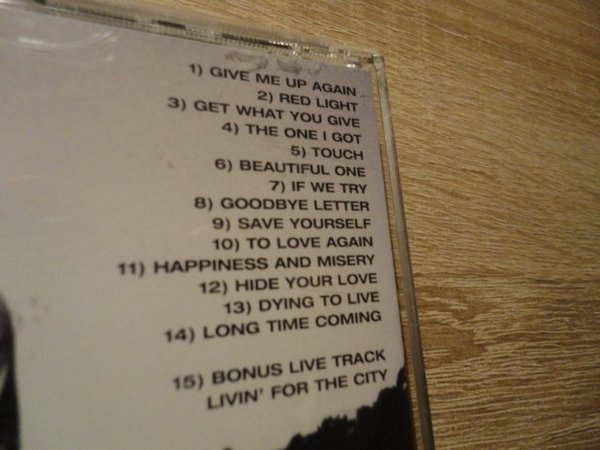 1) GIVE ME UP AGAIN
2) RED LIGHT
3) GET WHAT YOU GIVE
4) THE ONE I GOT
5) TOUCH
6) BEAUTIFUL ONE
7) IF WE TRY
8) GOODBYE LETTER
9) SAVE YOURSELF
10) TO LOVE AGAIN
11) HAPPINESS AND MISERY
12) HIDE YOUR LOVE
13) DYING TO LIVE
14) LONG TIME COMING
15) BONUS LIVE TRACK
LIVIN' FOR THE CITY